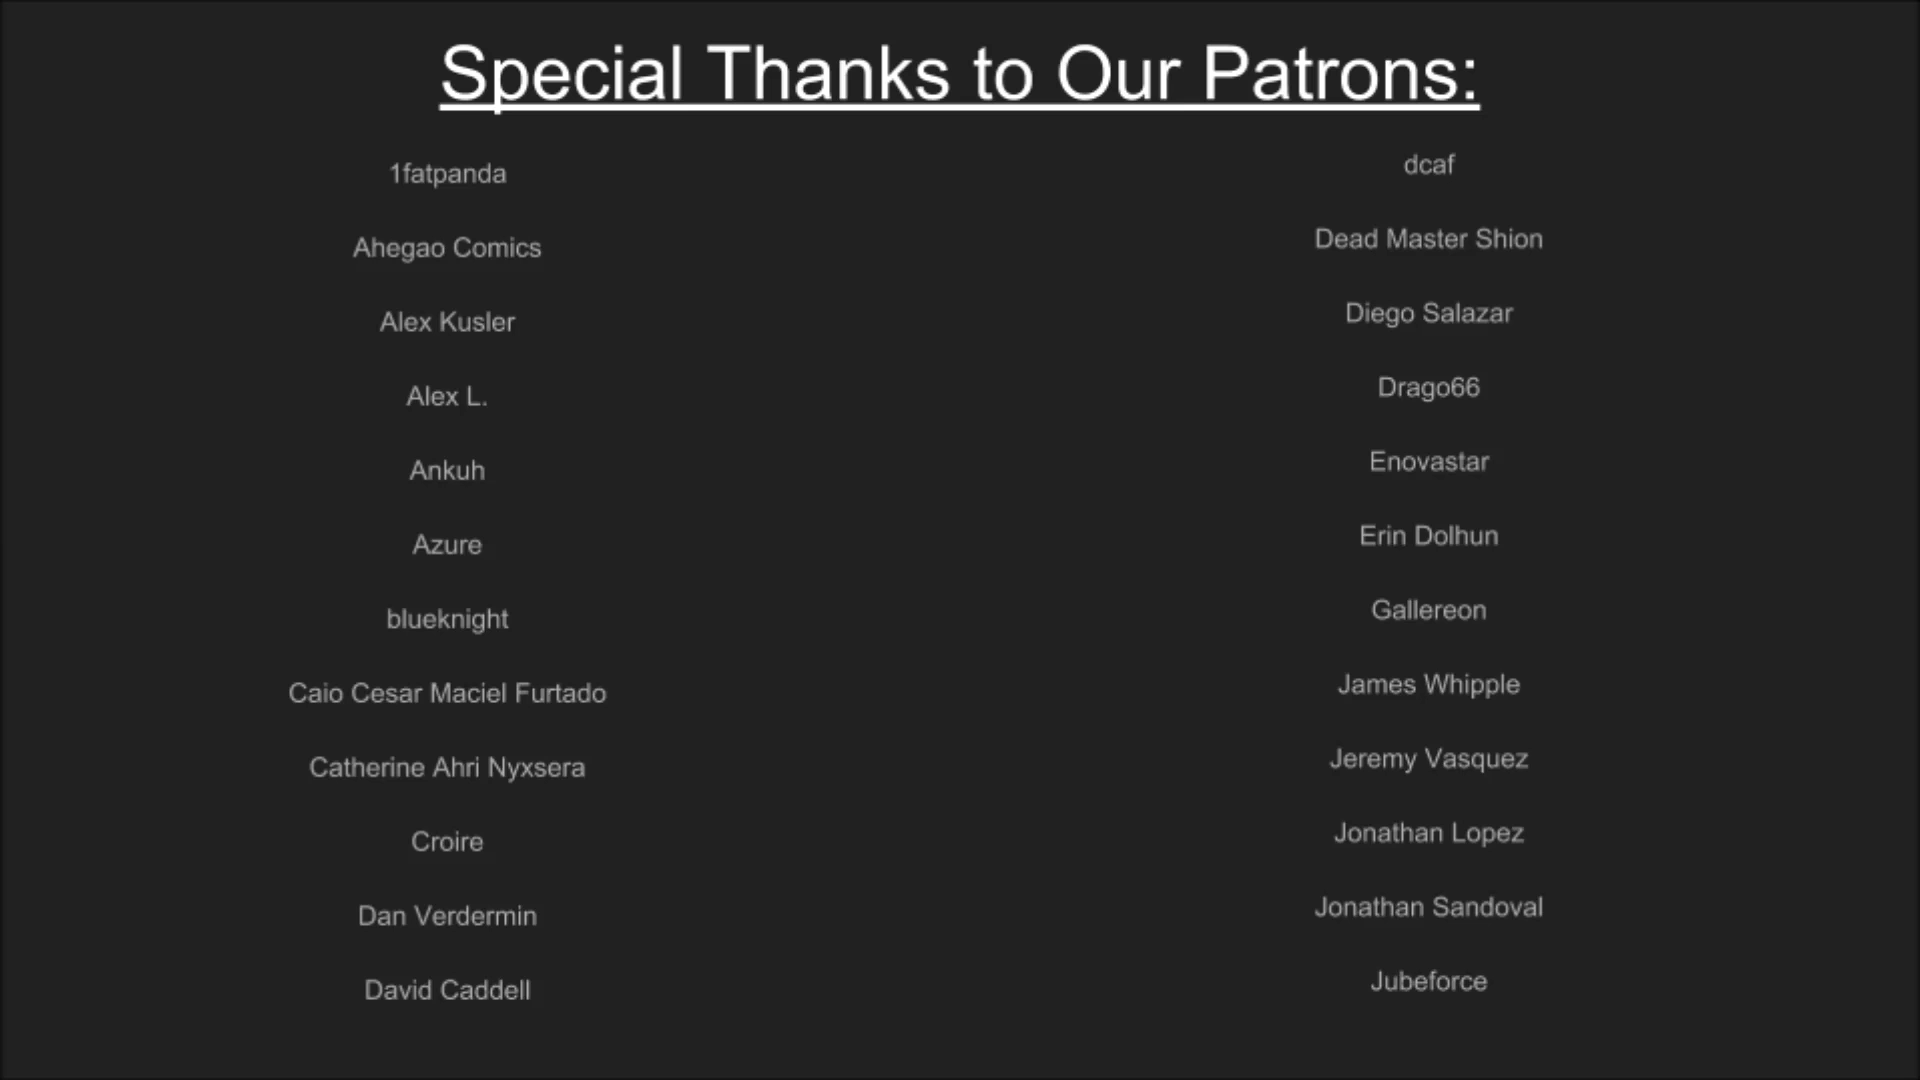 Special Thanks to Our Patrons:
1fatpanda
Ahegao Comics
Alex Kusler
Alex L.
Ankuh
Azure
blueknight
Caio Cesar Maciel Furtado
Catherine Ahri Nyxsera
Croire
Dan Verdermin
David Caddell
dcaf
Dead Master Shion
Diego Salazar
Drago66
Enovastar
Erin Dolhun
Gallereon
James Whipple
Jeremy Vasquez
Jonathan Lopez
Jonathan Sandoval
Jubeforce